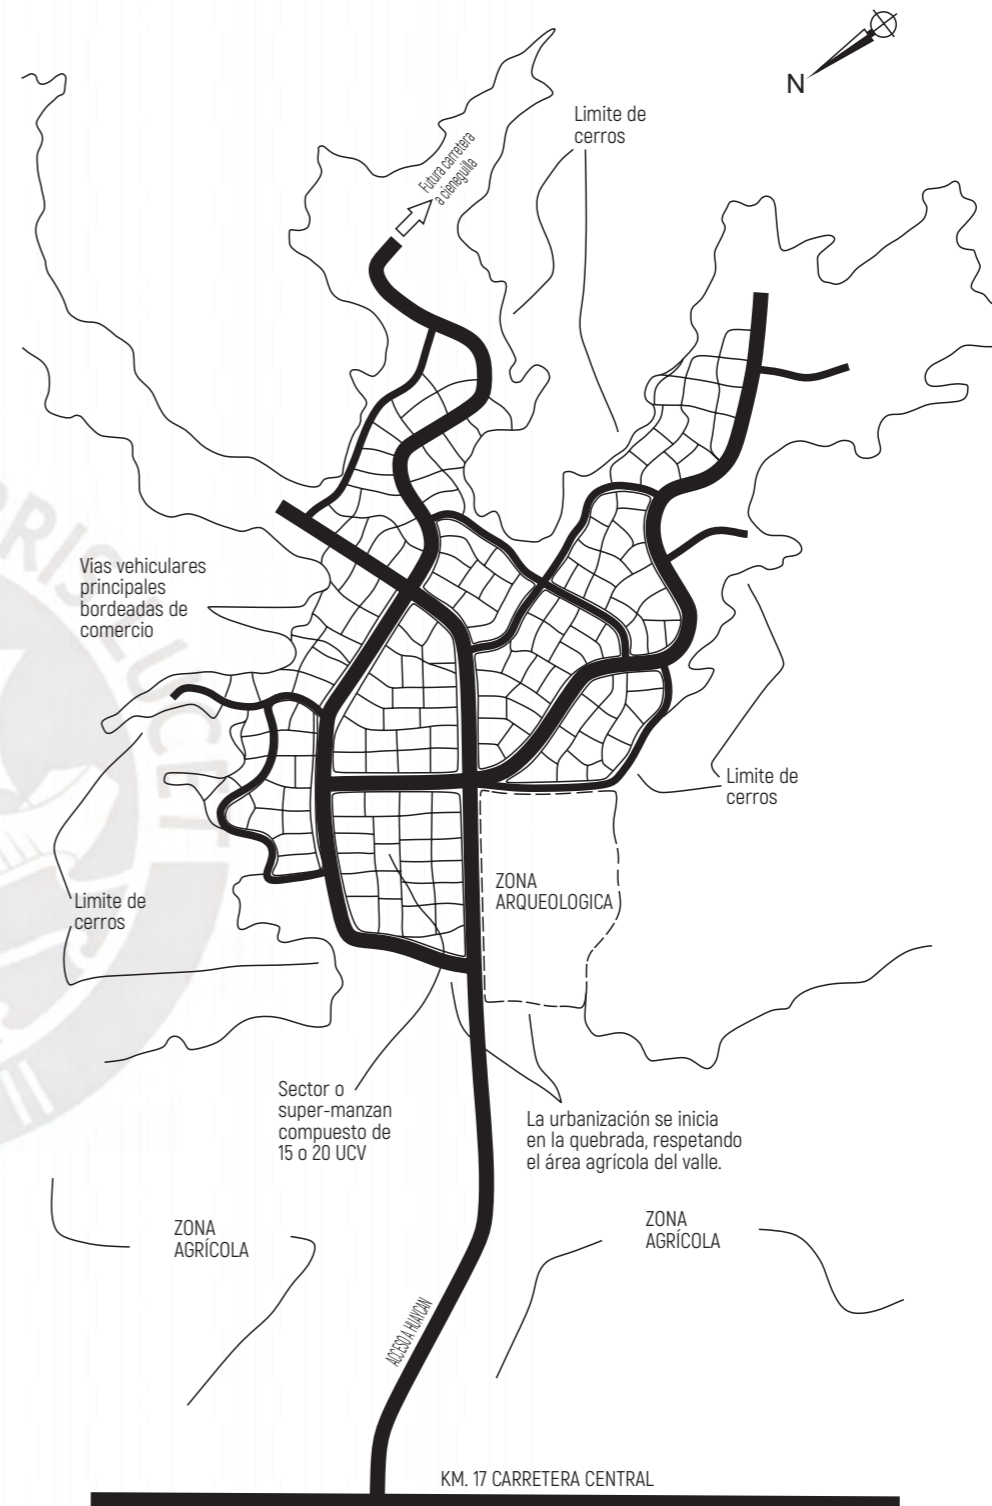 N
Limite de
cerros
Futura carretera
a cieneguilla
Vias vehiculares
principales
bordeadas de
comercio
Limite de
cerros
ZONA
ARQUEOLOGICA
Limite de
cerros
Sector o
super-manzan
compuesto de
15 o 20 UCV
La urbanización se inicia
en la quebrada, respetando
el área agrícola del valle.
ZONA
AGRÍCOLA
ZONA
AGRÍCOLA
ACCESO A HUAYCAN
KM. 17 CARRETERA CENTRAL